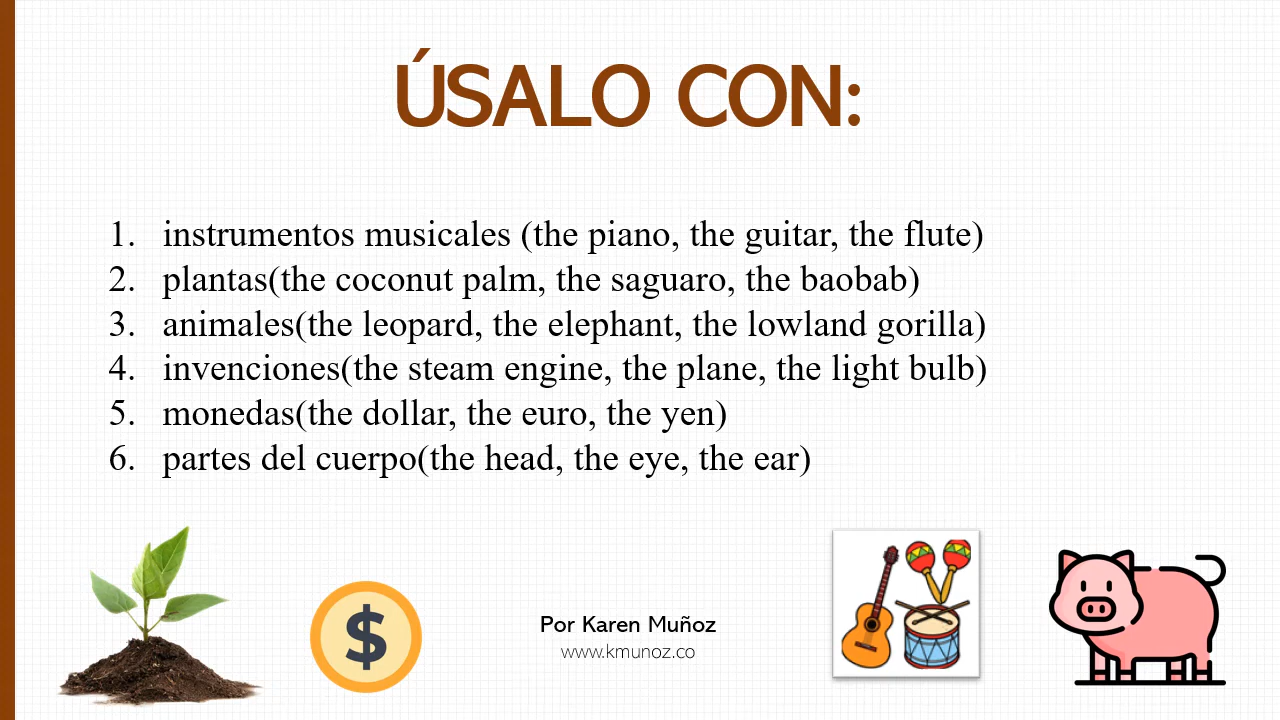 ÚSALO CON:
1. instrumentos musicales (the piano, the guitar, the flute)
2. plantas(the coconut palm, the saguaro, the baobab)
3. animales(the leopard, the elephant, the lowland gorilla)
4. invenciones(the steam engine, the plane, the light bulb)
5. monedas(the dollar, the euro, the yen)
6. partes del cuerpo(the head, the eye, the ear)
$
Por Karen Muñoz
www.kmunoz.co